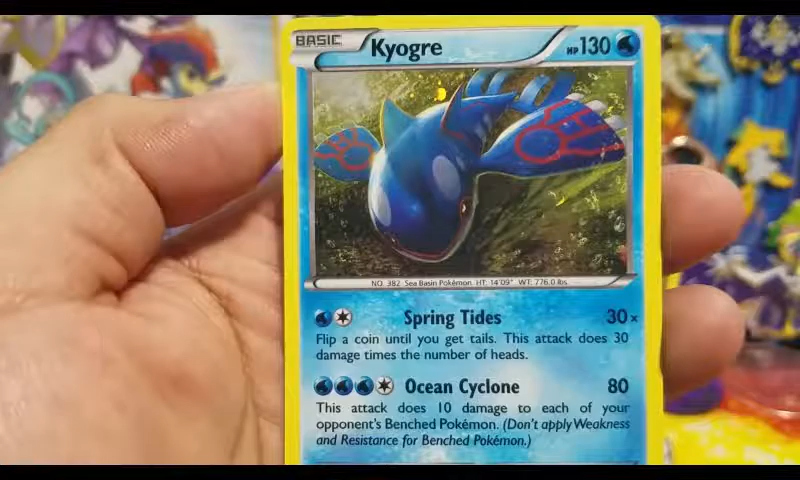 BASIC
Kyogre
HP130
NO. 382 Sea Basin Pokémon. HT: 14'09" WT: 776.0 lbs.
Spring Tides 30x
Flip a coin until you get tails. This attack does 30
damage times the number of heads.
Ocean Cyclone 80
This attack does 10 damage to each of your
opponent's Benched Pokémon. (Don't apply Weakness
and Resistance for Benched Pokémon.)